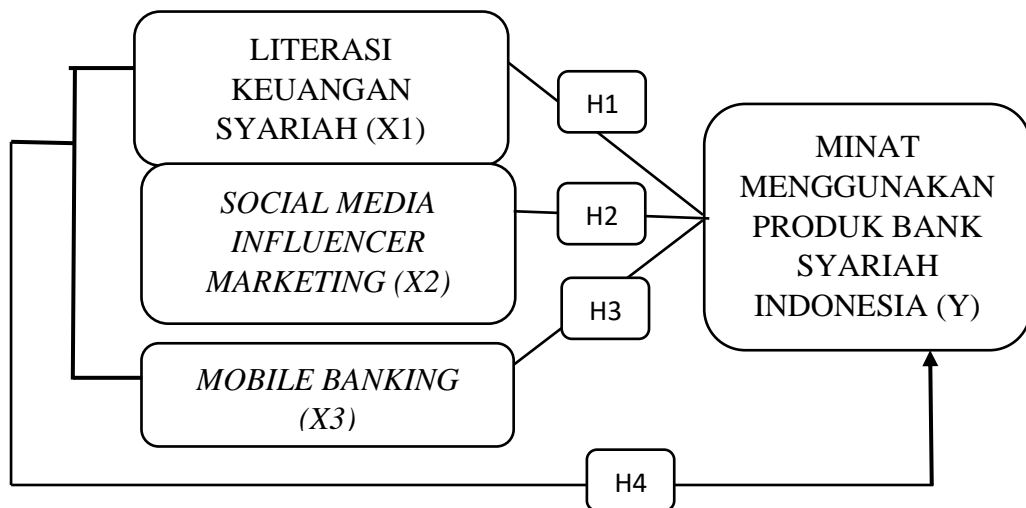 LITERASI
KEUANGAN
SYARIAH (X1)
H1
SOCIAL MEDIA
INFLUENCER
MARKETING (X2)
H2
MOBILE BANKING
(X3)
H3
MINAT
MENGGUNAKAN
PRODUK BANK
SYARIAH
INDONESIA (Y)
H4